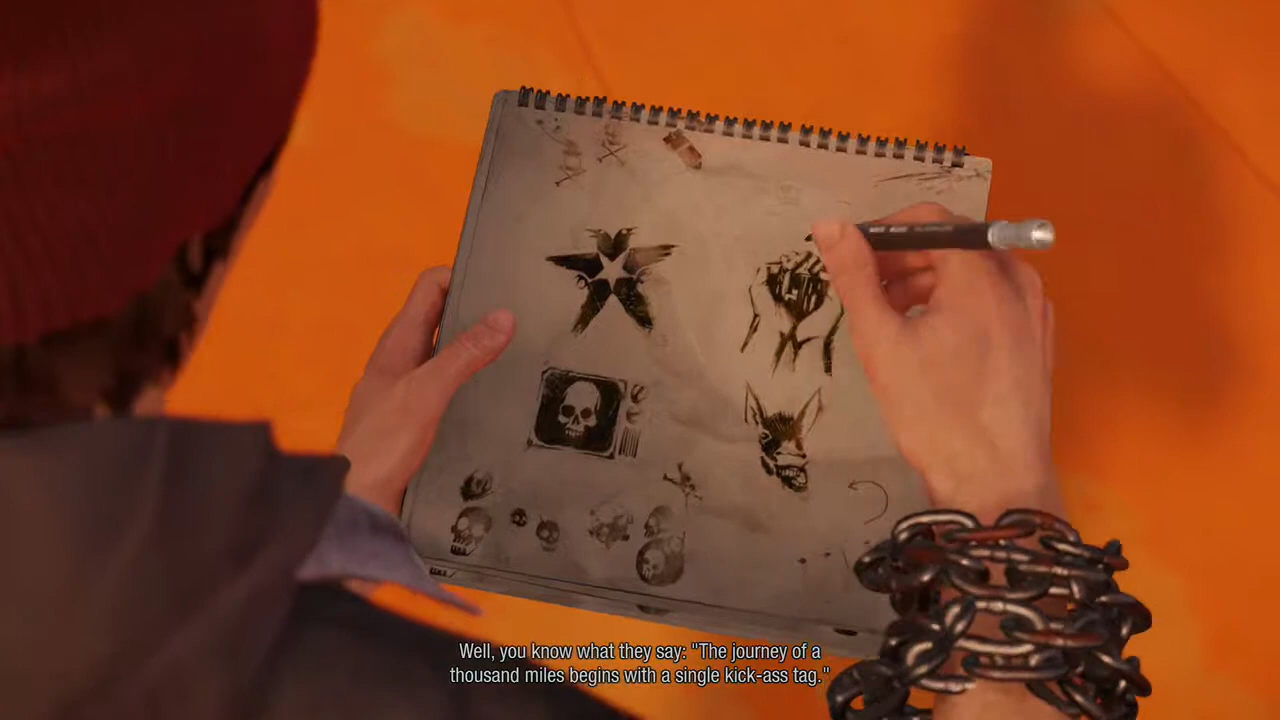 Well, you know what they say: "The journey of a
thousand miles begins with a single kick-ass tag."